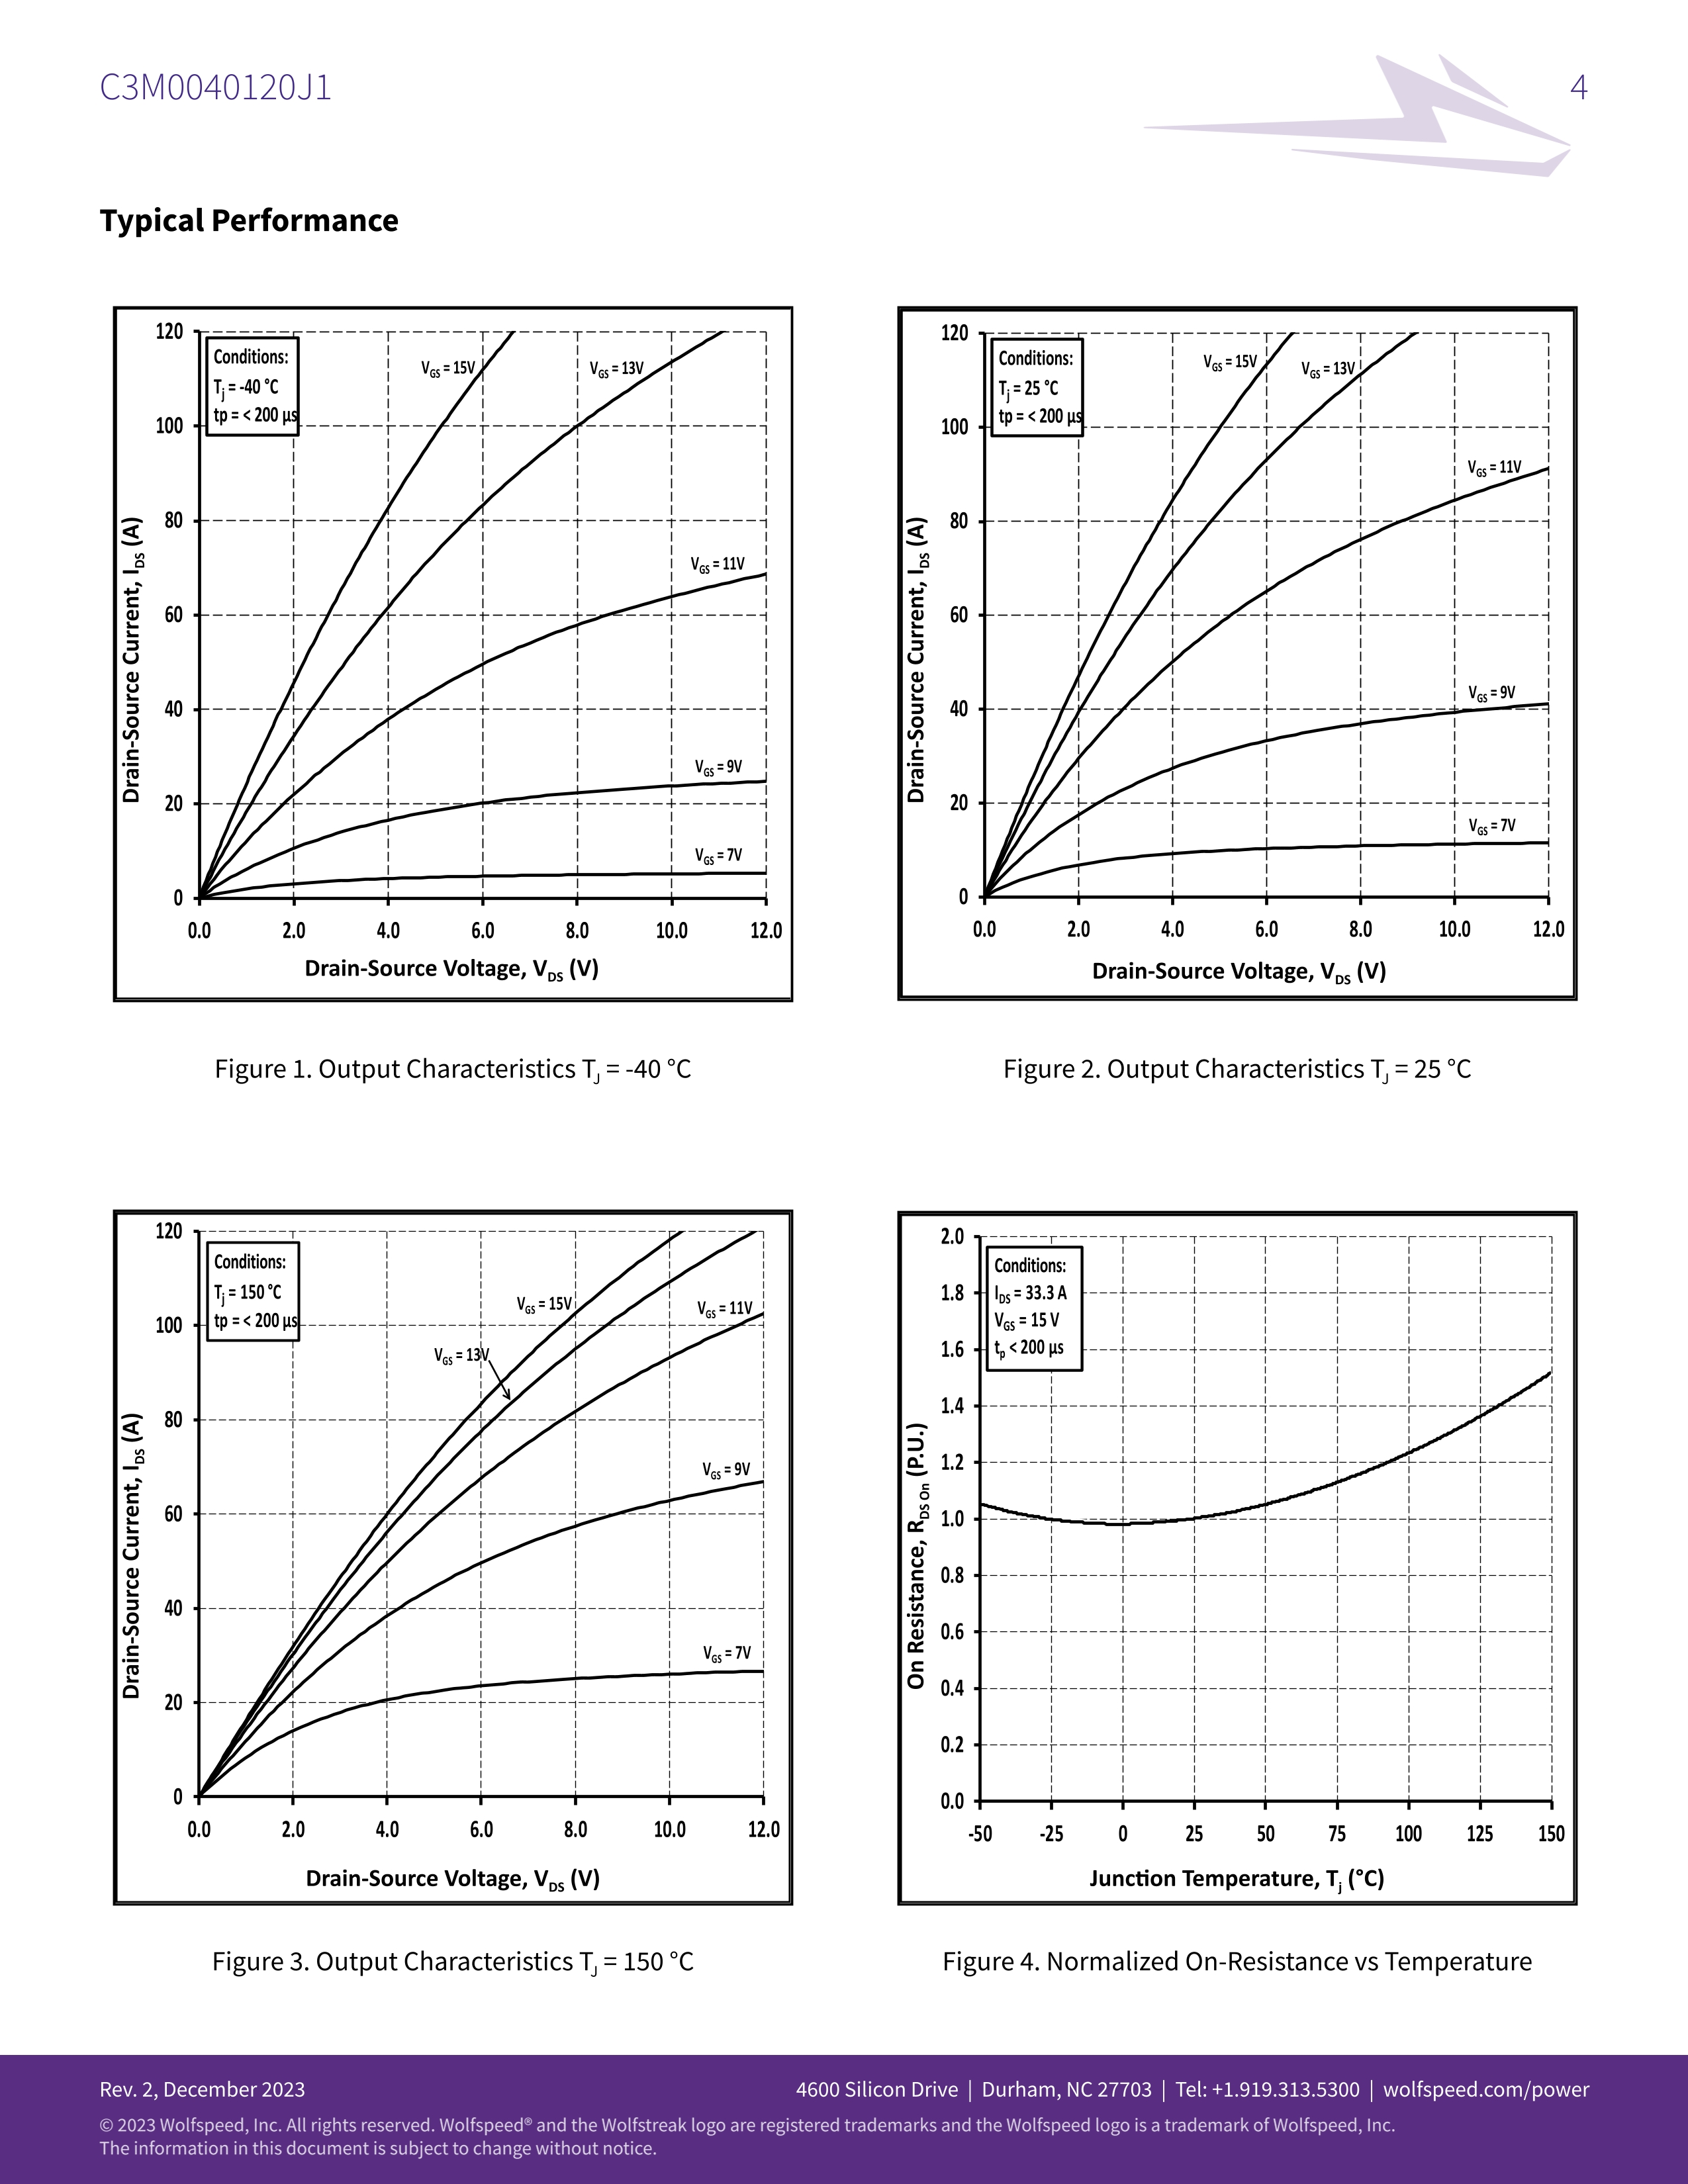 C3M0040120J1
4
Typical Performance
120
100
80
60
40
20
0
0.0 2.0 4.0 6.0 8.0 10.0 12.0
Drain-Source Current, IDS (A)
Drain-Source Voltage, VDS (V)
Conditions:
Tj = -40 °C
tp = < 200 µs
VGS = 15V
VGS = 13V
VGS = 11V
VGS = 9V
VGS = 7V
Figure 1. Output Characteristics TJ = -40 °C
120
100
80
60
40
20
0
0.0 2.0 4.0 6.0 8.0 10.0 12.0
Drain-Source Current, IDS (A)
Drain-Source Voltage, VDS (V)
Conditions:
Tj = 25 °C
tp = < 200 µs
VGS = 15V
VGS = 13V
VGS = 11V
VGS = 9V
VGS = 7V
Figure 2. Output Characteristics TJ = 25 °C
120
100
80
60
40
20
0
0.0 2.0 4.0 6.0 8.0 10.0 12.0
Drain-Source Current, IDS (A)
Drain-Source Voltage, VDS (V)
Conditions:
Tj = 150 °C
tp = < 200 µs
VGS = 15V
VGS = 13V
VGS = 11V
VGS = 9V
VGS = 7V
Figure 3. Output Characteristics TJ = 150 °C
2.0
1.8
1.6
1.4
1.2
1.0
0.8
0.6
0.4
0.2
0.0
-50 -25 0 25 50 75 100 125 150
On Resistance, RDS On (P.U.)
Junction Temperature, Tj (°C)
Conditions:
IDS = 33.3 A
VGS = 15 V
tp < 200 µs
Figure 4. Normalized On-Resistance vs Temperature
Rev. 2, December 2023
4600 Silicon Drive | Durham, NC 27703 | Tel: +1.919.313.5300 | wolfspeed.com/power
© 2023 Wolfspeed, Inc. All rights reserved. Wolfspeed® and the Wolfstreak logo are registered trademarks and the Wolfspeed logo is a trademark of Wolfspeed, Inc.
The information in this document is subject to change without notice.